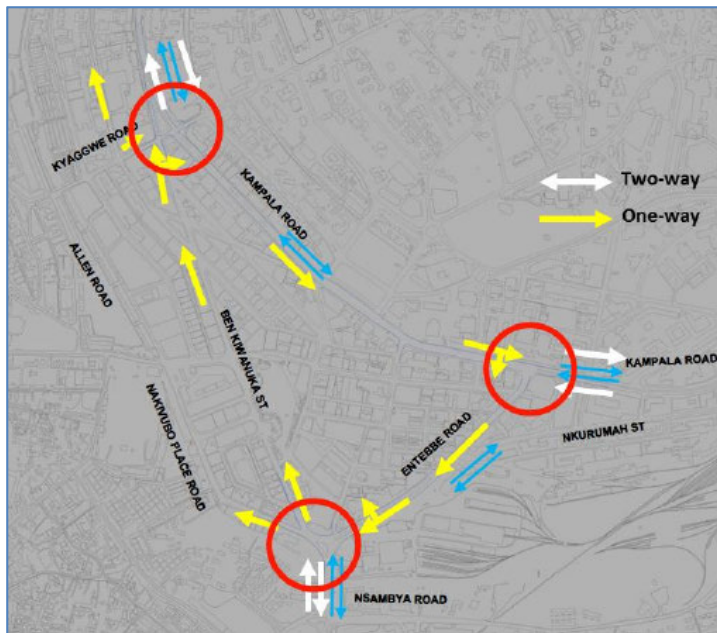 KYAGGWE ROAD
KAMPALA ROAD
Two-way
One-way
ALLEN ROAD
BEN KIWANUKA ST
KAMPALA ROAD
NAKIVUBO PLACE ROAD
ENTEBBE ROAD
NKURUMAH ST
NSAMBYA ROAD